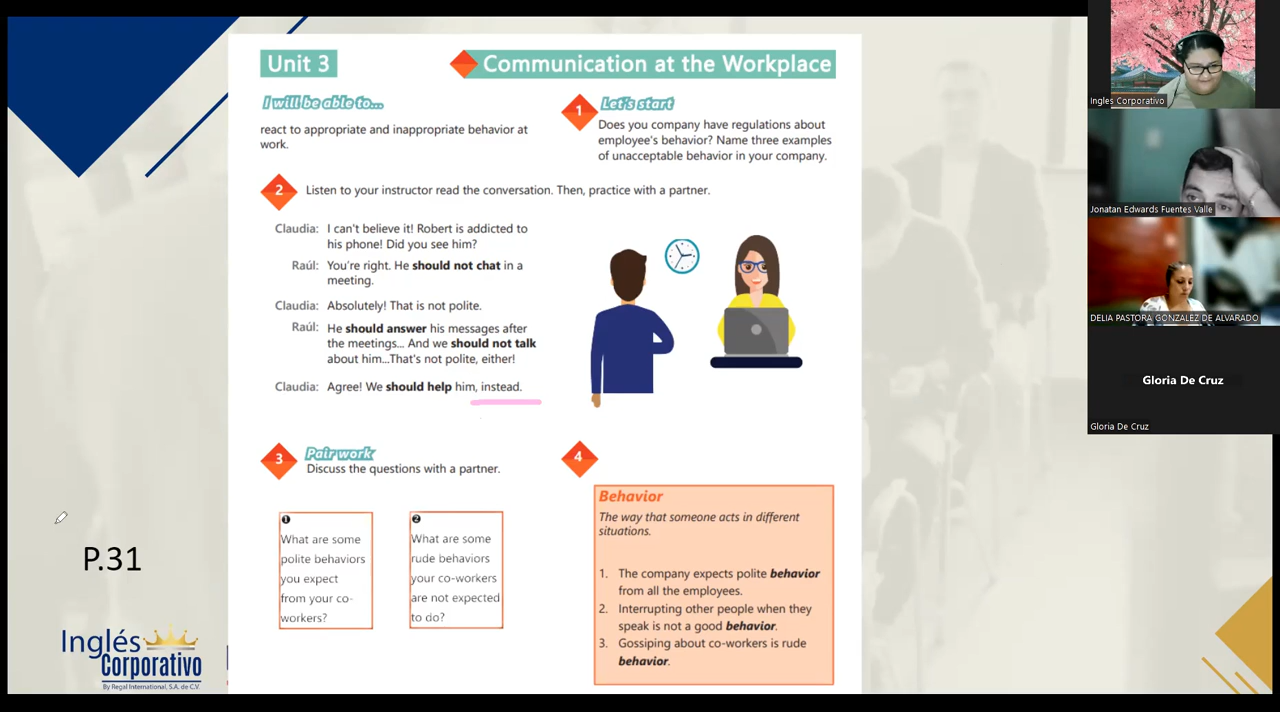 Unit 3
Communication at the Workplace
I will be able to...
react to appropriate and inappropriate behavior at
work.
1
Let's start
Does you company have regulations about
employee's behavior? Name three examples
of unacceptable behavior in your company.
2
Listen to your instructor read the conversation. Then, practice with a partner.
Claudia: I can't believe it! Robert is addicted to
his phone! Did you see him?
Raúl: You're right. He should not chat in a
meeting.
Claudia: Absolutely! That is not polite.
Raúl: He should answer his messages after
the meetings... And we should not talk
about him...That's not polite, either!
Claudia: Agree! We should help him, instead.
3
Pair work
Discuss the questions with a partner.
1
What are some
polite behaviors
you expect
from your co-
workers?
2
What are some
rude behaviors
your co-workers
are not expected
to do?
4
Behavior
The way that someone acts in different
situations.
1. The company expects polite behavior
from all the employees.
2. Interrupting other people when they
speak is not a good behavior.
3. Gossiping about co-workers is rude
behavior.
P.31
Inglés
Corporativo
By Regal International, S.A. de C.V.
Ingles Corporativo
Jonatan Edwards Fuentes Valle
DELIA PASTORA GONZALEZ DE ALVARADO
Gloria De Cruz
Gloria De Cruz